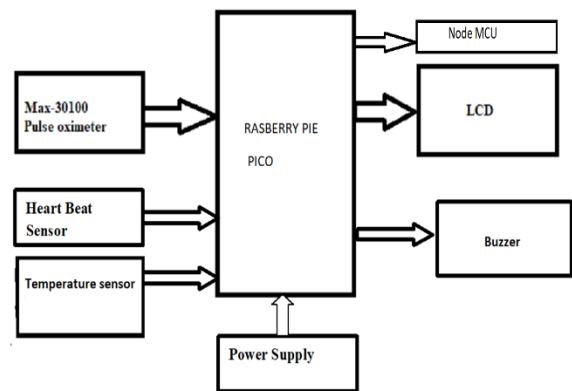 Node MCU
Max-30100
Pulse oximeter
RASBERRY PIE
PICO
LCD
Heart Beat
Sensor
Temperature sensor
Buzzer
Power Supply